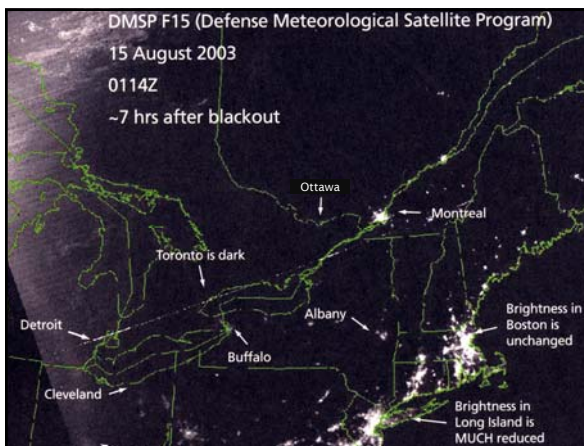 DMSP F15 (Defense Meteorological Satellite Program)
15 August 2003
0114Z
~7 hrs after blackout
Ottawa
Montreal
Toronto is dark
Detroit
Albany
Brightness in
Boston is
unchanged
Buffalo
Cleveland
Brightness in
Long Island is
MUCH reduced